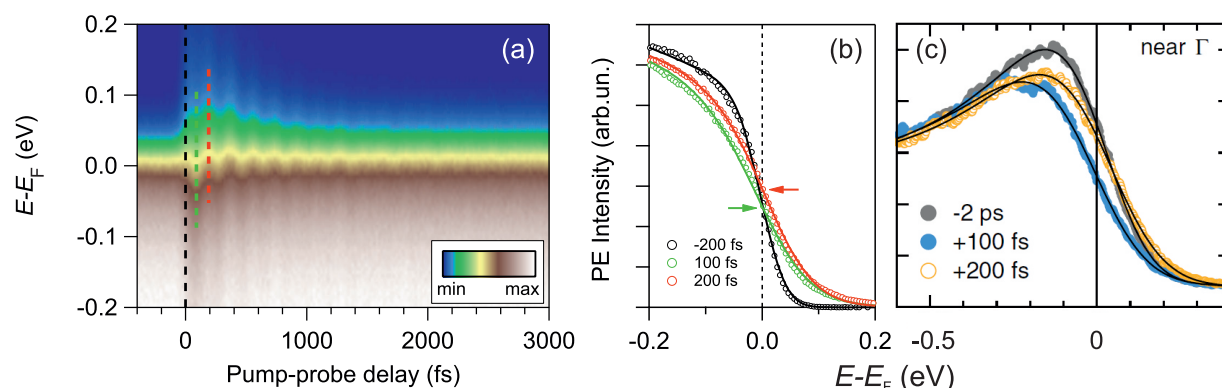 (a)
0.2
0.1
0.0
-0.1
-0.2
E-E_F (eV)
min max
0 1000 2000 3000
Pump-probe delay (fs)
(b)
PE Intensity (arb.un.)
-200 fs
100 fs
200 fs
-0.2 0.0 0.2
(c)
near Γ
-2 ps
+100 fs
+200 fs
-0.5 0
E-E_F (eV)